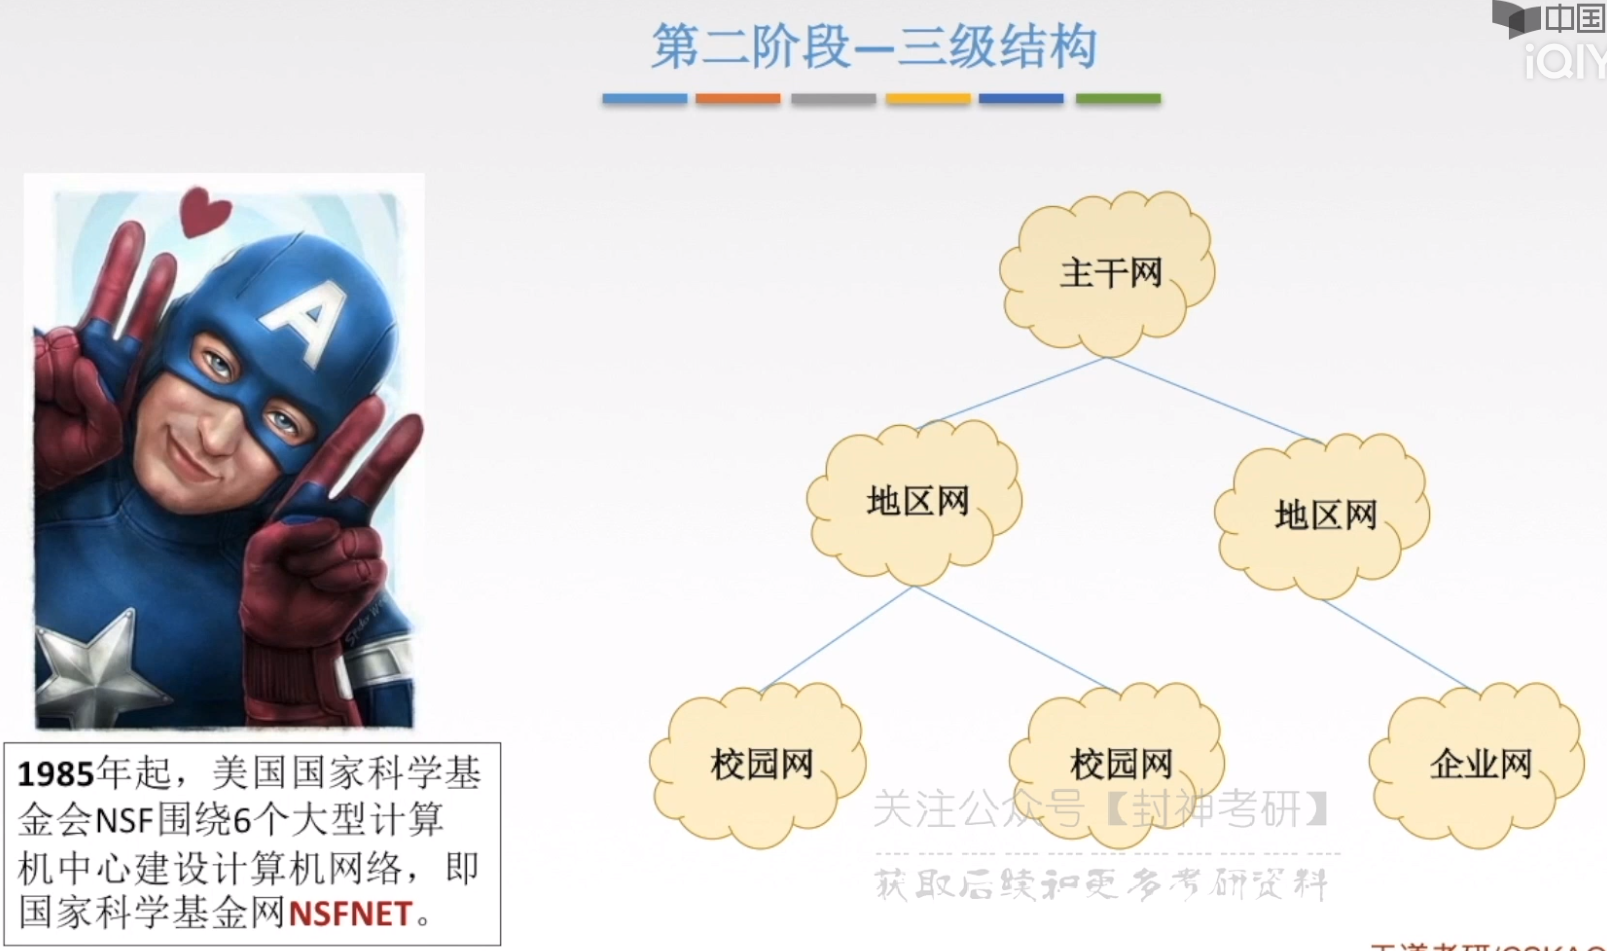 中国
iQIY
第二阶段—三级结构
A
主干网
地区网
地区网
校园网
校园网
企业网
1985年起，美国国家科学基
金会NSF围绕6个大型计算
机中心建设计算机网络，即
国家科学基金网NSFNET。
关注公众号【封神考研】
获取后续和更多考研资料